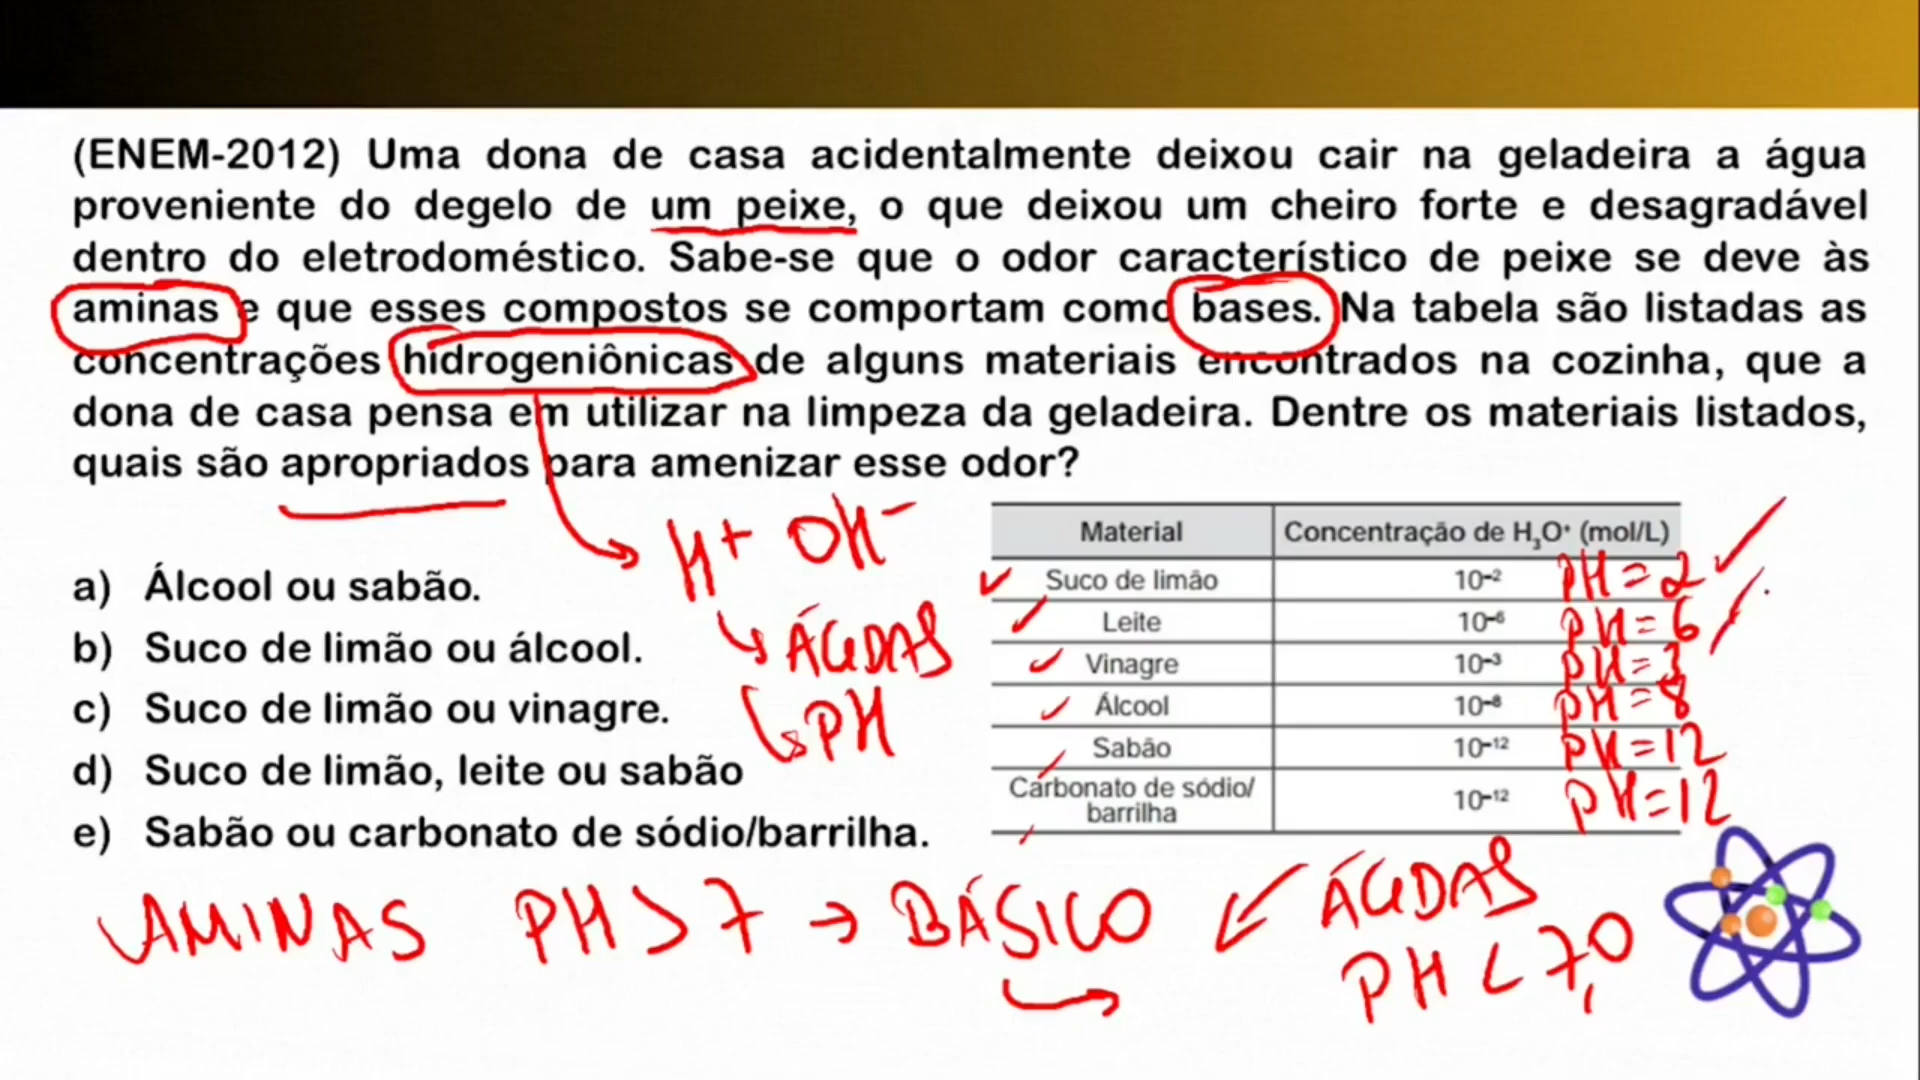 (ENEM-2012) Uma dona de casa acidentalmente deixou cair na geladeira a água
proveniente do degelo de um peixe, o que deixou um cheiro forte e desagradável
dentro do eletrodoméstico. Sabe-se que o odor característico de peixe se deve às
aminas e que esses compostos se comportam como bases. Na tabela são listadas as
concentrações hidrogeniônicas de alguns materiais encontrados na cozinha, que a
dona de casa pensa em utilizar na limpeza da geladeira. Dentre os materiais listados,
quais são apropriados para amenizar esse odor?
a) Álcool ou sabão.
b) Suco de limão ou álcool.
c) Suco de limão ou vinagre.
d) Suco de limão, leite ou sabão
e) Sabão ou carbonato de sódio/barrilha.
H+ OH-
ÁCIDAS
PH
Material Concentração de H₃O⁺ (mol/L)
Suco de limão 10⁻² PH = 2
Leite 10⁻⁶ PH = 6
Vinagre 10⁻³ PH = 3
Álcool 10⁻⁸ PH = 8
Sabão 10⁻¹² PH = 12
Carbonato de sódio/
barrilha 10⁻¹² PH = 12
AMINAS PH > 7 → BÁSICO ÁCIDAS
PH < 7,0